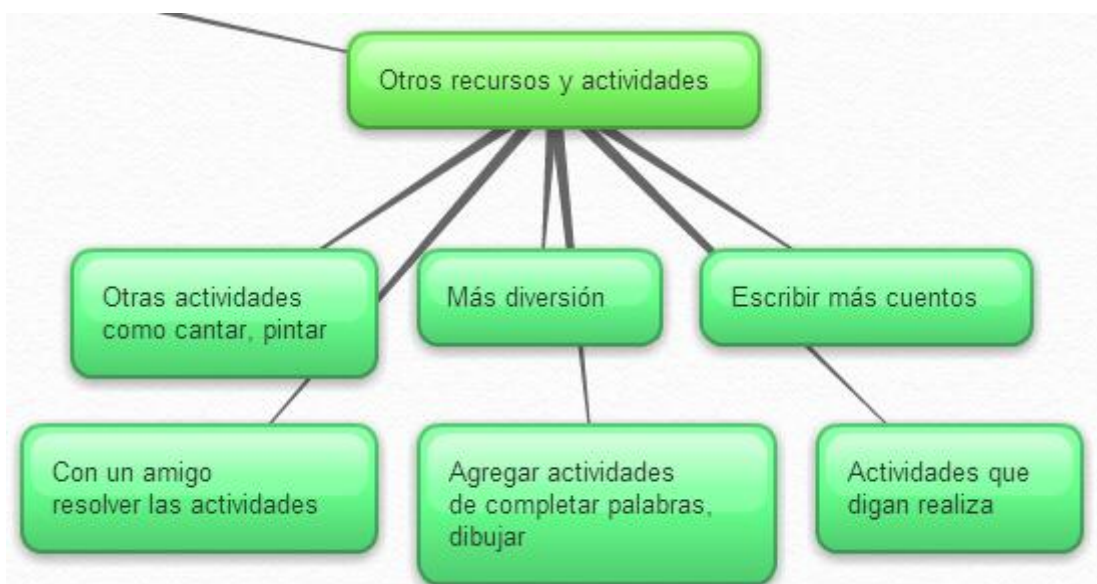 Otros recursos y actividades
Otras actividades
como cantar, pintar
Más diversión
Escribir más cuentos
Con un amigo
resolver las actividades
Agregar actividades
de completar palabras,
dibujar
Actividades que
digan realiza